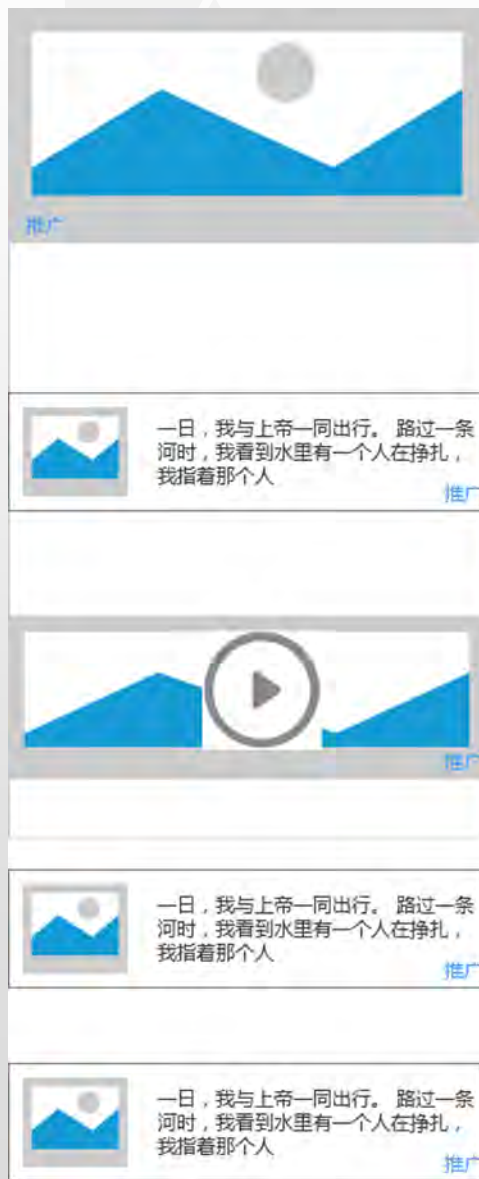 推广
一日，我与上帝一同出行。 路过一条
河时，我看到水里有一个人在挣扎，
我指着那个人
推广
推广
一日，我与上帝一同出行。 路过一条
河时，我看到水里有一个人在挣扎，
我指着那个人
推广
一日，我与上帝一同出行。 路过一条
河时，我看到水里有一个人在挣扎，
我指着那个人
推广